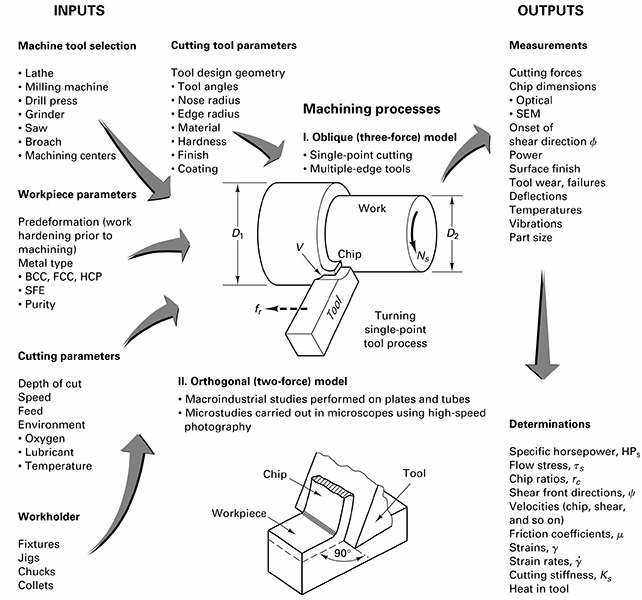 INPUTS
Machine tool selection
• Lathe
• Milling machine
• Drill press
• Grinder
• Saw
• Broach
• Machining centers
Workpiece parameters
Predeformation (work
hardening prior to
machining)
Metal type
• BCC, FCC, HCP
• SFE
• Purity
Cutting parameters
Depth of cut
Speed
Feed
Environment
• Oxygen
• Lubricant
• Temperature
Workholder
Fixtures
Jigs
Chucks
Collets
Cutting tool parameters
Tool design geometry
• Tool angles
• Nose radius
• Edge radius
• Material
• Hardness
• Finish
• Coating
Machining processes
I. Oblique (three-force) model
• Single-point cutting
• Multiple-edge tools
D₁
Work
D₂
Nₛ
V
Chip
Tool
fᵣ
Turning
single-point
tool process
II. Orthogonal (two-force) model
• Macroindustrial studies performed on plates and tubes
• Microstudies carried out in microscopes using high-speed
photography
Chip
Tool
Workpiece
90°
OUTPUTS
Measurements
Cutting forces
Chip dimensions
• Optical
• SEM
Onset of
shear direction ϕ
Power
Surface finish
Tool wear, failures
Deflections
Temperatures
Vibrations
Part size
Determinations
Specific horsepower, HPₛ
Flow stress, τₛ
Chip ratios, r_c
Shear front directions, ψ
Velocities (chip, shear,
and so on)
Friction coefficients, μ
Strains, γ
Strain rates, γ̇
Cutting stiffness, Kₛ
Heat in tool